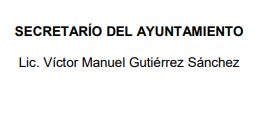 SECRETARÍO DEL AYUNTAMIENTO
Lic. Víctor Manuel Gutiérrez Sánchez